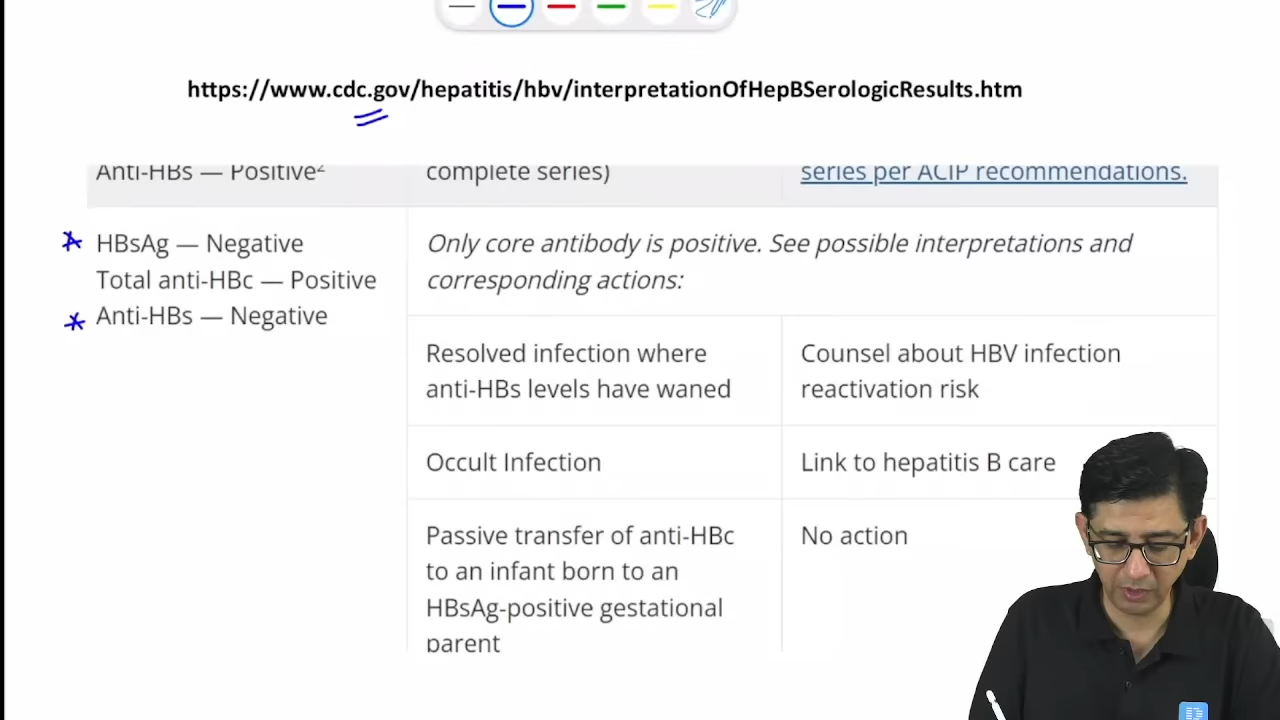 https://www.cdc.gov/hepatitis/hbv/interpretationOfHepBSerologicResults.htm
Anti-HBs — Positive²
complete series)
series per ACIP recommendations.
HBsAg — Negative
Total anti-HBc — Positive
Anti-HBs — Negative
Only core antibody is positive. See possible interpretations and
corresponding actions:
Resolved infection where
anti-HBs levels have waned
Counsel about HBV infection
reactivation risk
Occult Infection
Link to hepatitis B care
Passive transfer of anti-HBc
to an infant born to an
HBsAg-positive gestational
parent
No action